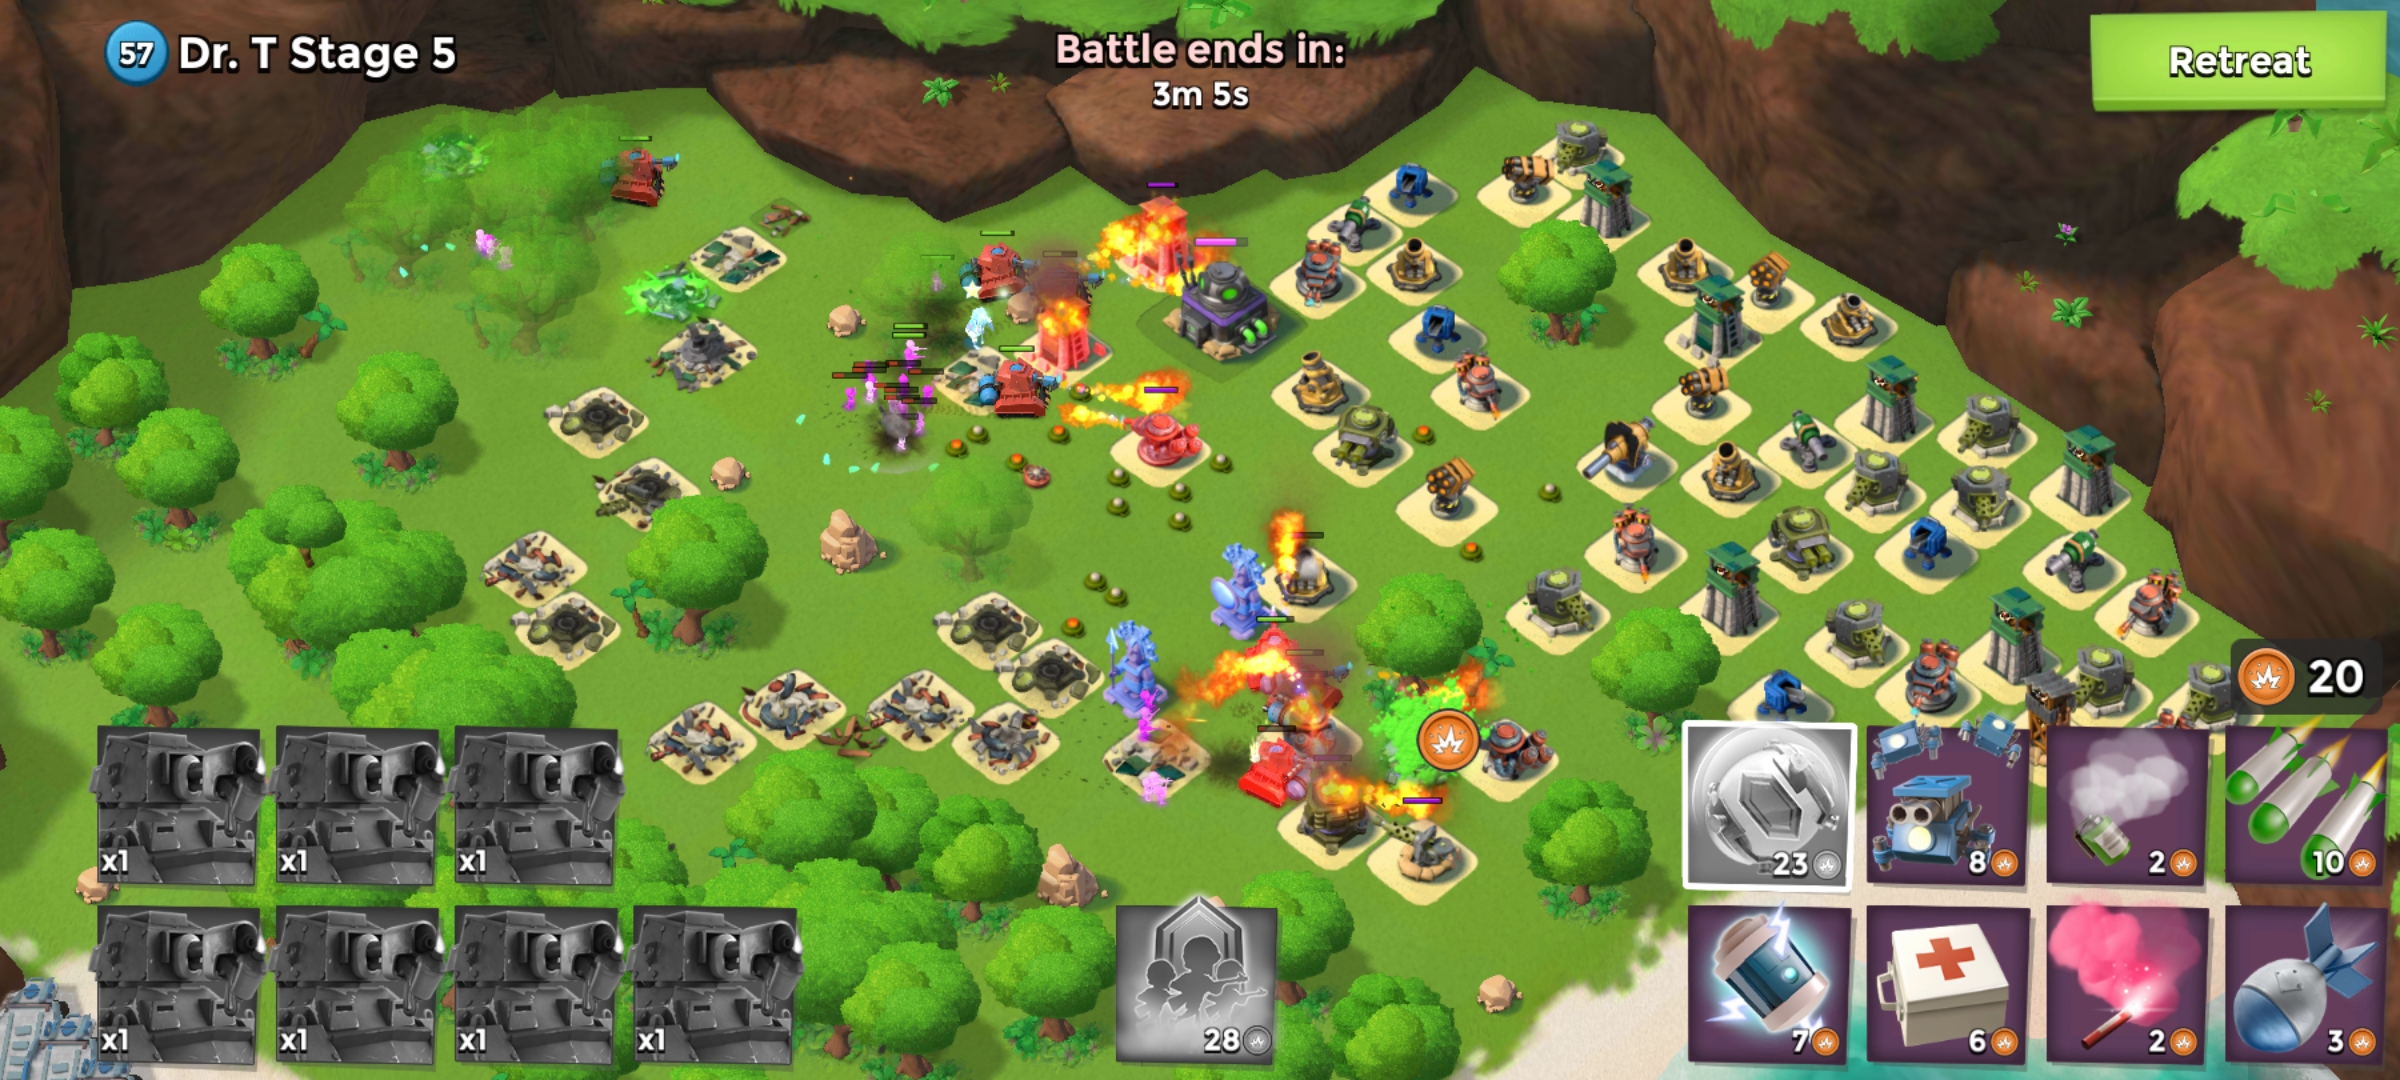 57 Dr. T Stage 5
Battle ends in:
3m 5s
Retreat
20
x1
x1
x1
23
8
2
10
x1
x1
x1
x1
28
7
6
2
3